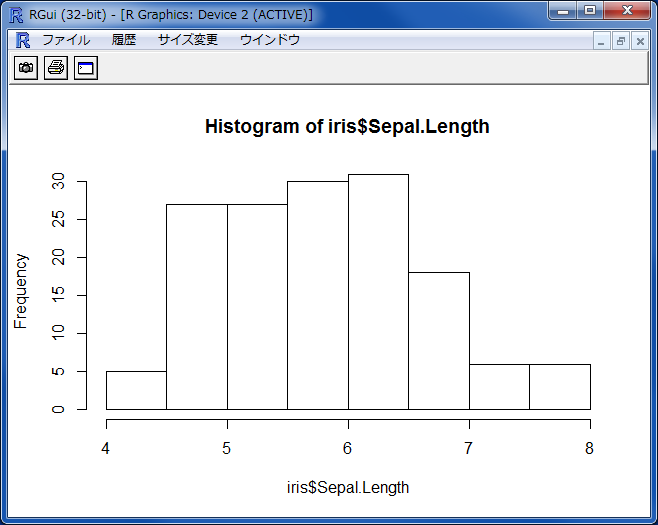 RGui (32-bit) - [R Graphics: Device 2 (ACTIVE)]
ファイル 履歴 サイズ変更 ウインドウ
Histogram of iris$Sepal.Length
Frequency
30
25
20
15
10
5
0
4 5 6 7 8
iris$Sepal.Length